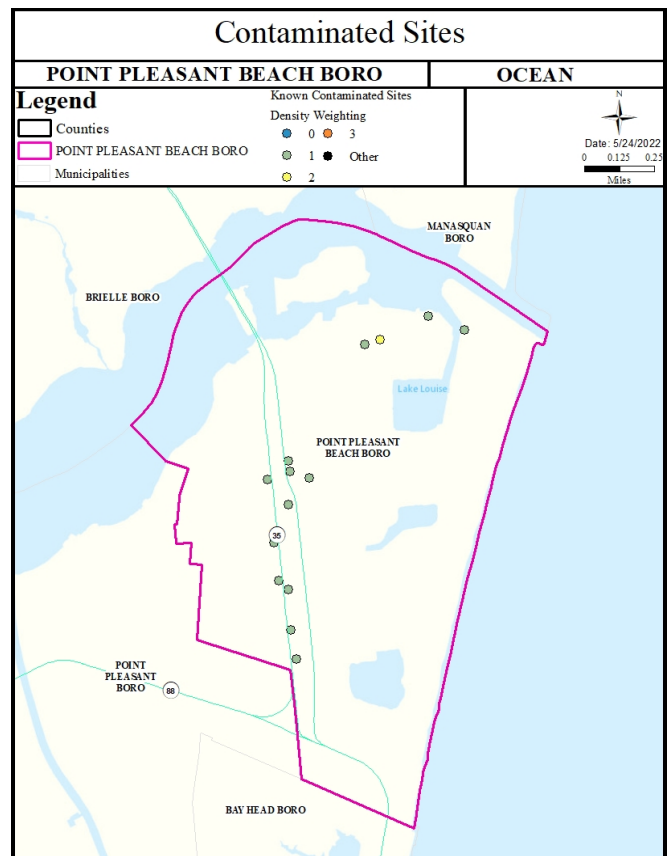 Contaminated Sites
POINT PLEASANT BEACH BORO
OCEAN
Legend
Counties
POINT PLEASANT BEACH BORO
Municipalities
Known Contaminated Sites
Density Weighting
0 3
1 Other
2
N
Date: 5/24/2022
0 0.125 0.25
Miles
MANASQUAN
BORO
BRIELLE BORO
Lake Louise
POINT PLEASANT
BEACH BORO
35
POINT
PLEASANT
BORO
88
BAY HEAD BORO